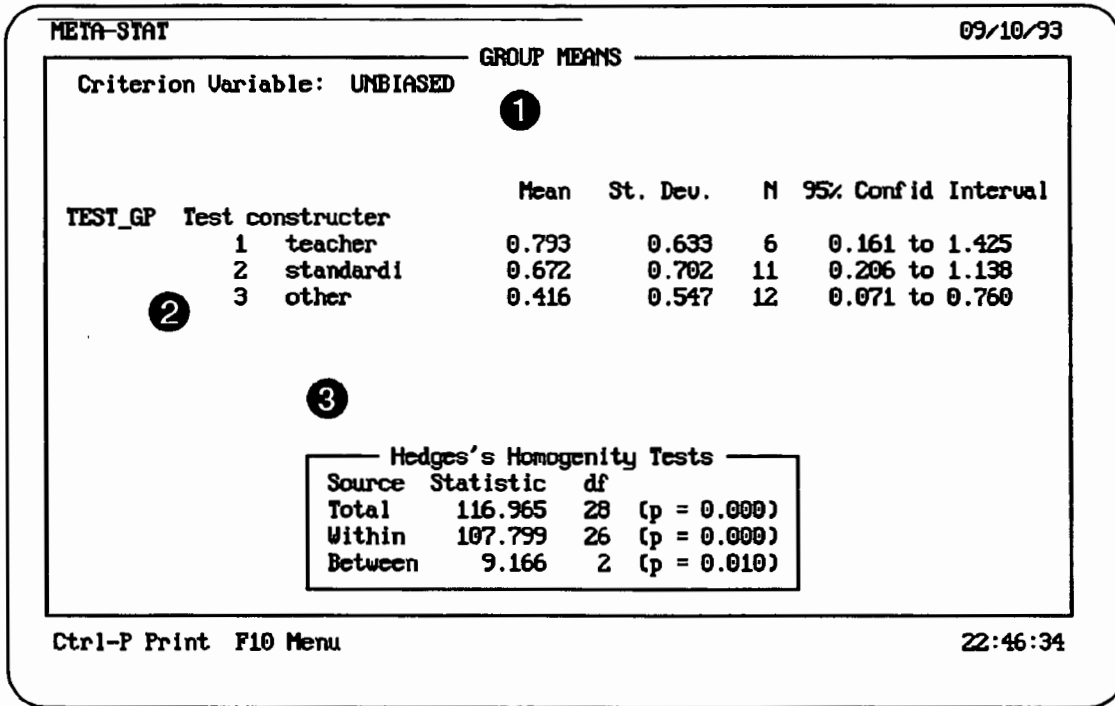 META-STAT 09/10/93
GROUP MEANS
Criterion Variable: UNBIASED
1
Mean St. Dev. N 95% Confid Interval
TEST_GP Test constructer
1 teacher 0.793 0.633 6 0.161 to 1.425
2 standardi 0.672 0.702 11 0.206 to 1.138
3 other 0.416 0.547 12 0.071 to 0.760
2
3
Hedges's Homogenity Tests
Source Statistic df
Total 116.965 28 (p = 0.000)
Within 107.799 26 (p = 0.000)
Between 9.166 2 (p = 0.010)
Ctrl-P Print F10 Menu 22:46:34